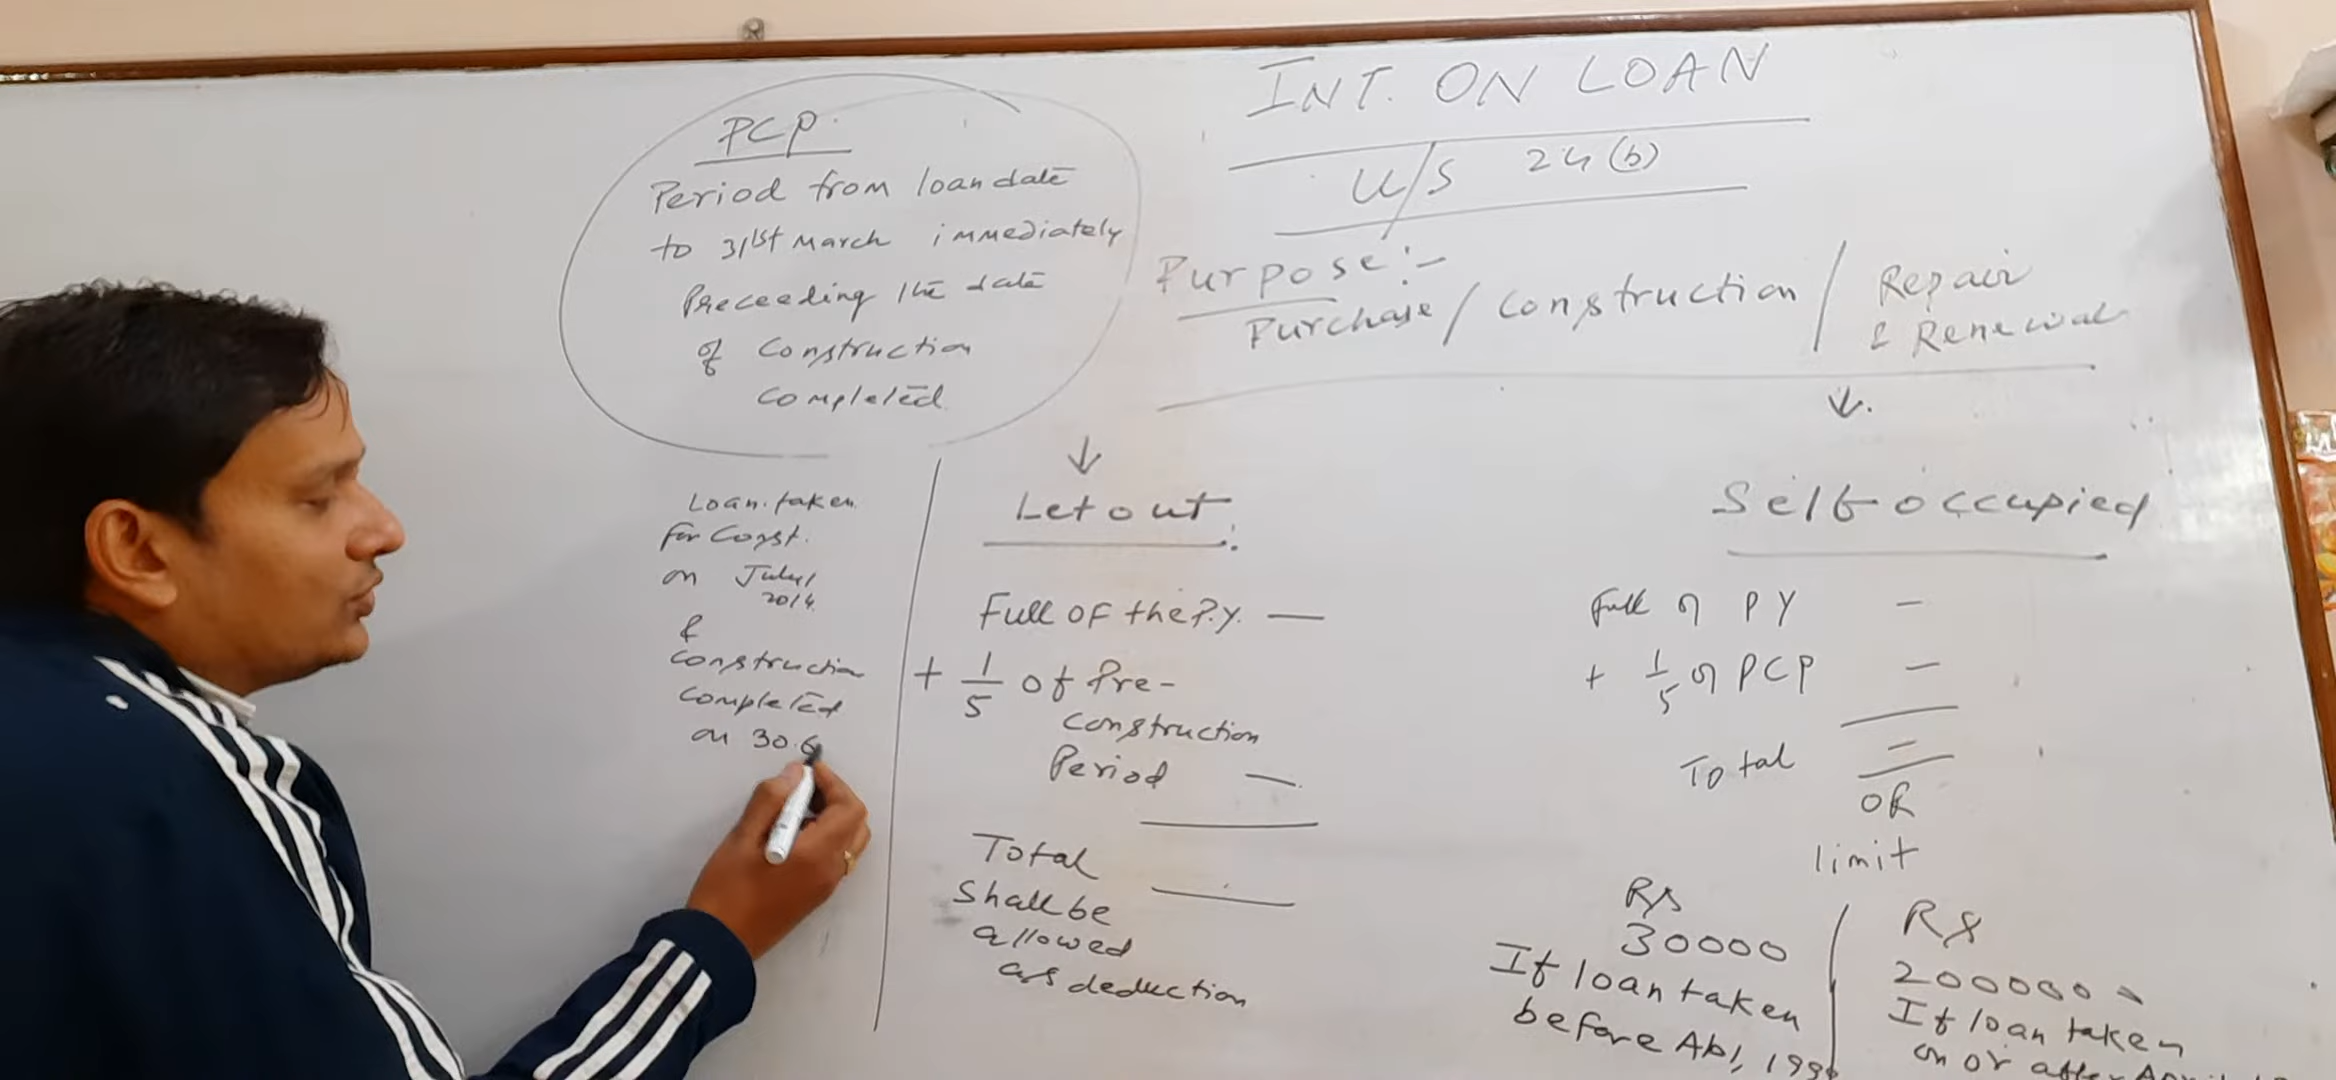 INT. ON LOAN
U/S 24(b)
Purpose:-
Purchase / Construction / Repair
& Renewal
PCP
Period from loan date
to 31st March immediately
Preceeding the date
of Construction
Completed
Loan taken
for Const.
on July 1
2014
&
Construction
Completed
on 30.6
Let out:
Full of the P.Y. —
+ 1/5 of Pre-
Construction
Period —
Total
Shall be
allowed
as deduction
Self occupied
Full of PY —
+ 1/5 of PCP —
Total —
OR
limit
Rs
30000
If loan taken
before Apl, 199
Rs
200000
If loan taken
on or after